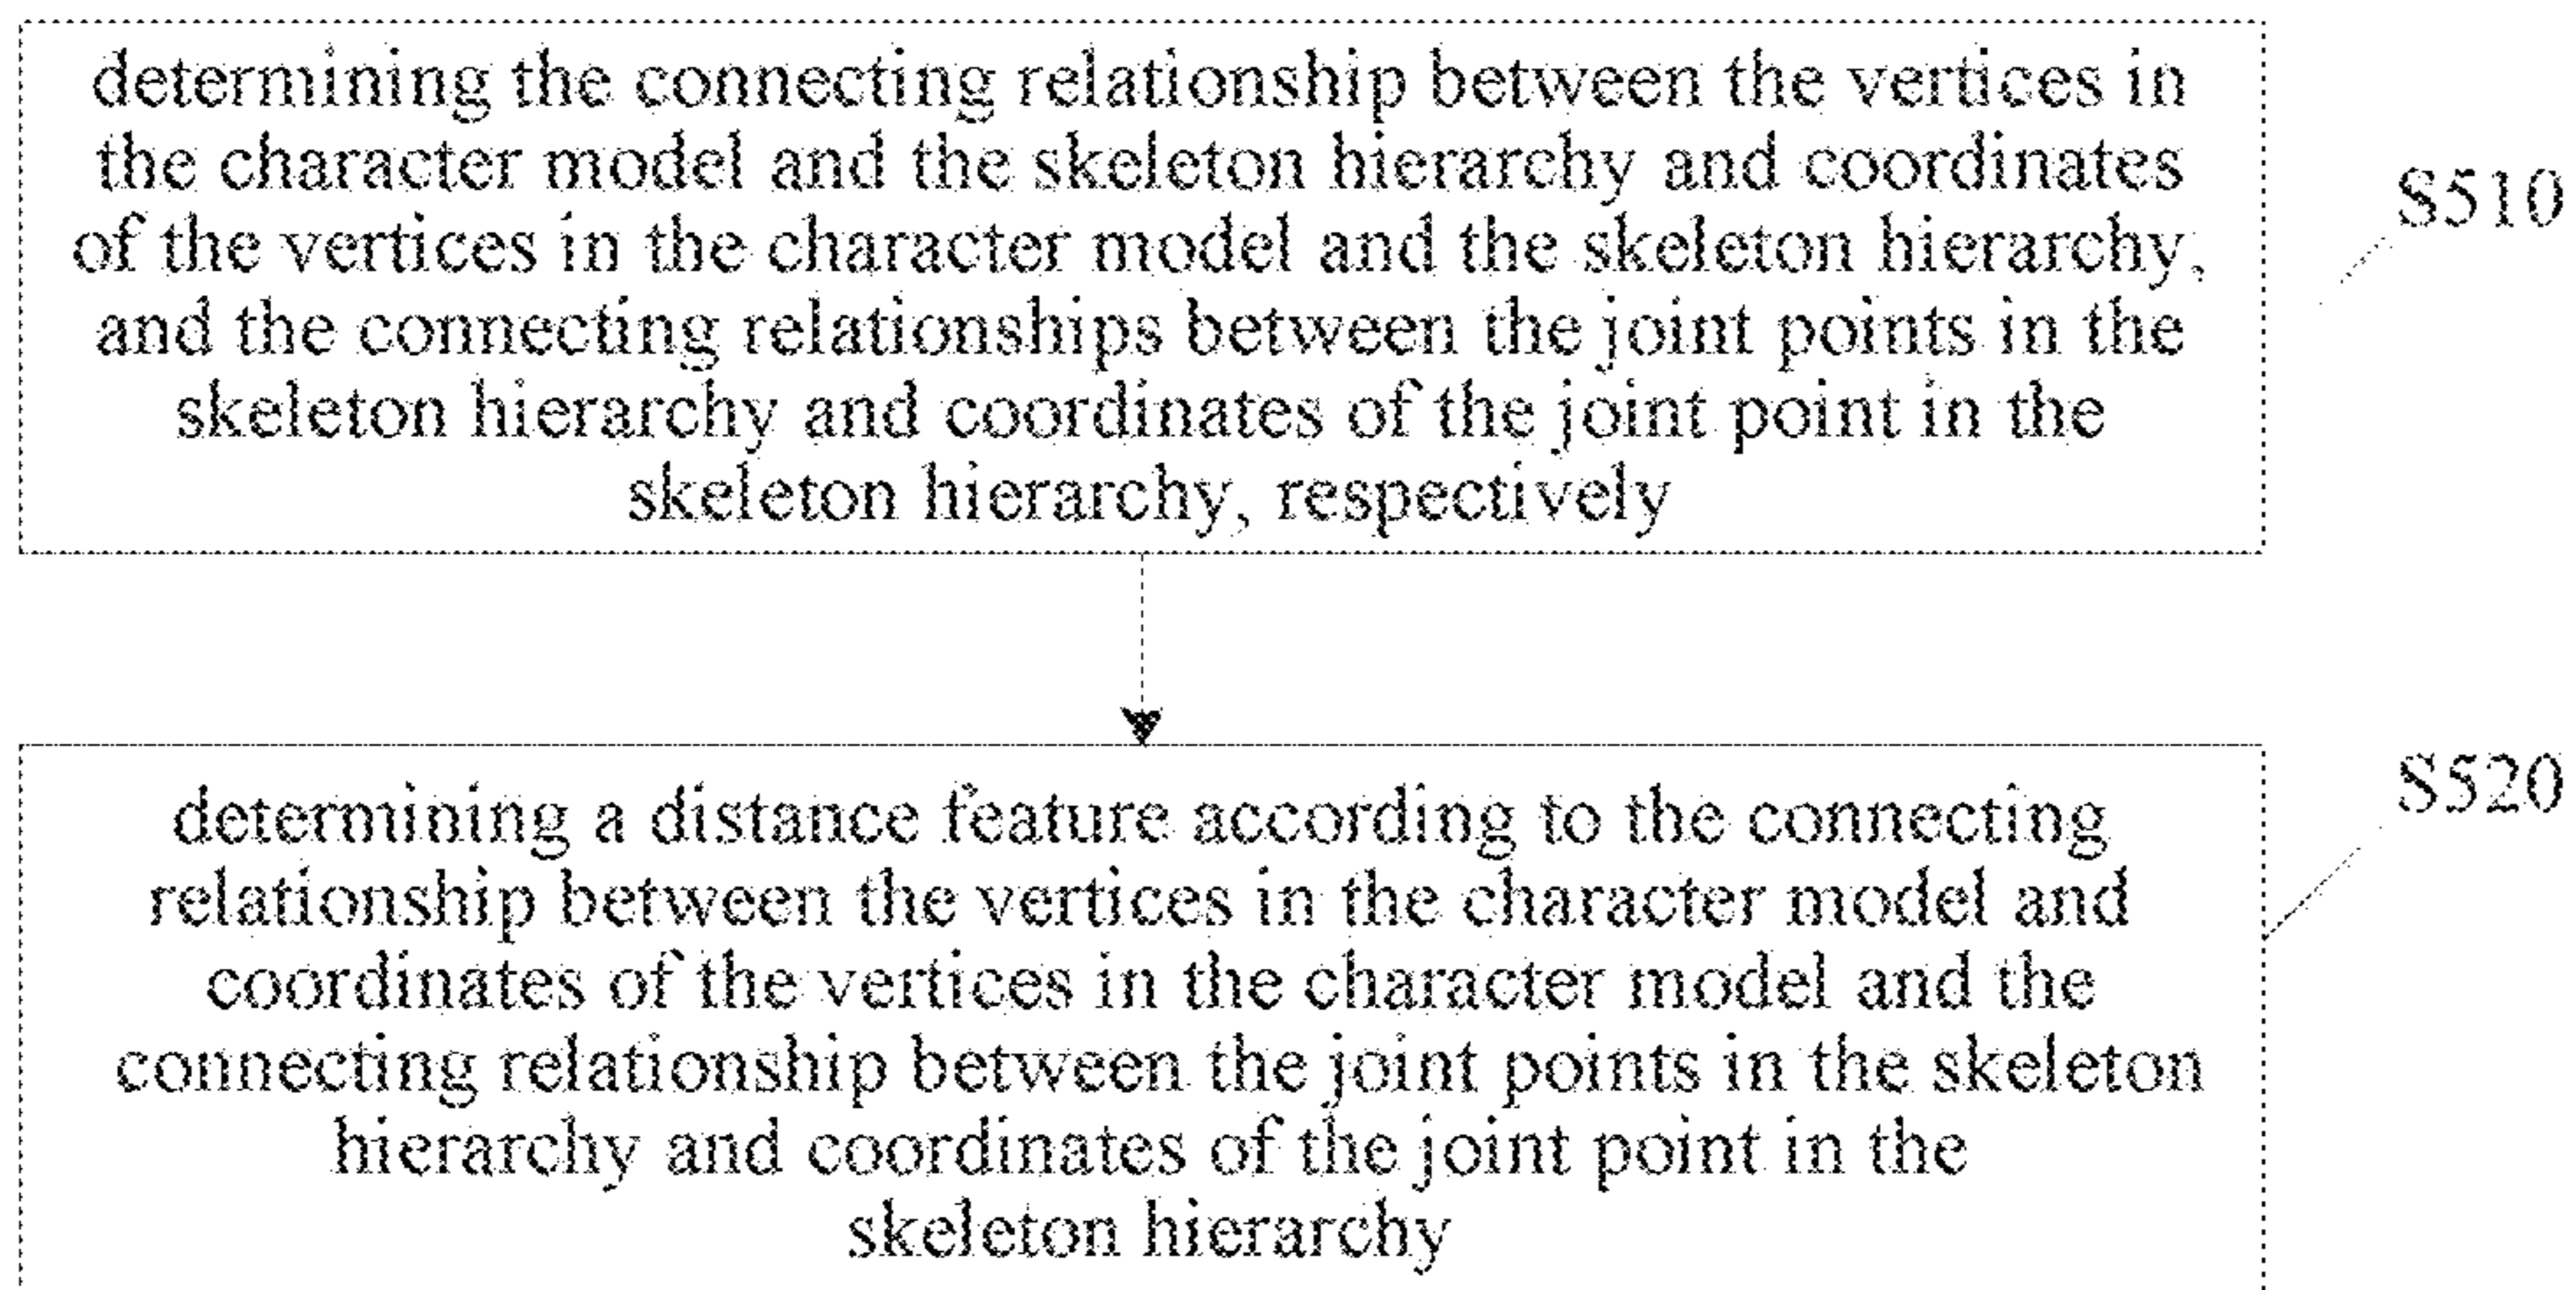 determining the connecting relationship between the vertices in
the character model and the skeleton hierarchy and coordinates
of the vertices in the character model and the skeleton hierarchy,
and the connecting relationships between the joint points in the
skeleton hierarchy and coordinates of the joint point in the
skeleton hierarchy, respectively
S510
determining a distance feature according to the connecting
relationship between the vertices in the character model and
coordinates of the vertices in the character model and the
connecting relationship between the joint points in the skeleton
hierarchy and coordinates of the joint point in the
skeleton hierarchy
S520